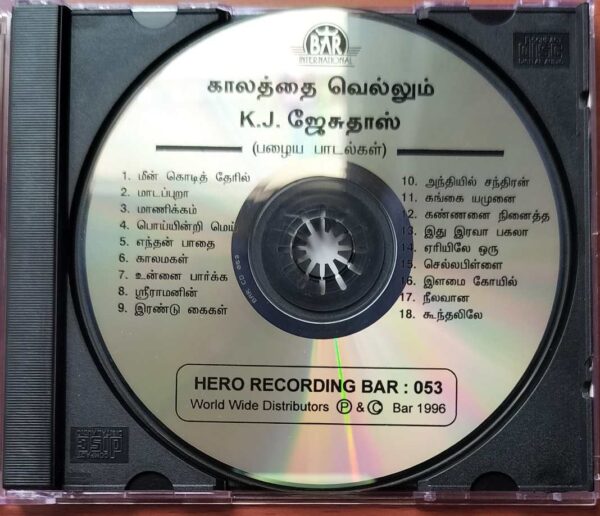 BAR
INTERNATIONAL
காலத்தை வெல்லும்
K.J. ஜேசுதாஸ்
(பழைய பாடல்கள்)
1. மீன் கொடித் தேரில்
2. மாடப்புறா
3. மாணிக்கம்
4. பொய்யின்றி மெய்
5. எந்தன் பாதை
6. காலமகள்
7. உன்னை பார்க்க
8. ஸ்ரீராமனின்
9. இரண்டு கைகள்
10. அந்தியில் சந்திரன்
11. கங்கை யமுனை
12. கண்ணனை நினைத்த
13. இது இரவா பகலா
14. ஏரியிலே ஒரு
15. செல்லபிள்ளை
16. இளமை கோயில்
17. நீலவான
18. கூந்தலிலே
HERO RECORDING BAR : 053
World Wide Distributors Ⓟ & Ⓒ Bar 1996